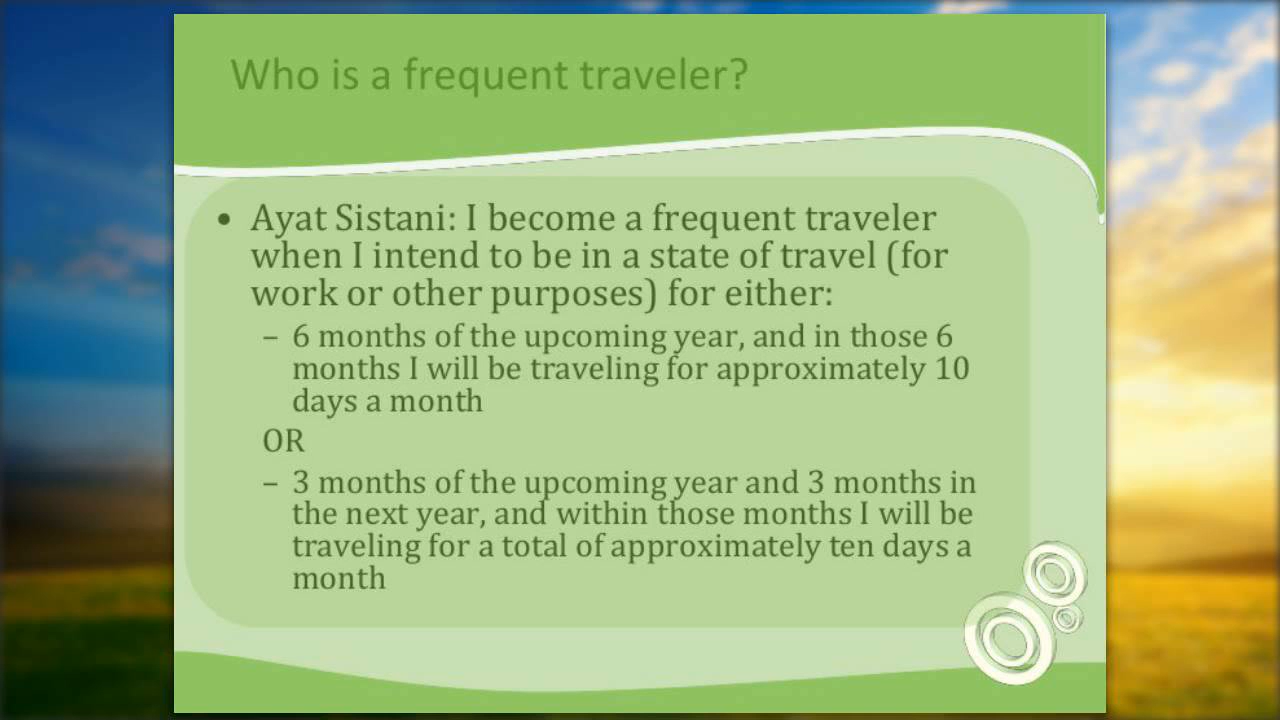 Who is a frequent traveler?
• Ayat Sistani: I become a frequent traveler
when I intend to be in a state of travel (for
work or other purposes) for either:
– 6 months of the upcoming year, and in those 6
months I will be traveling for approximately 10
days a month
OR
– 3 months of the upcoming year and 3 months in
the next year, and within those months I will be
traveling for a total of approximately ten days a
month